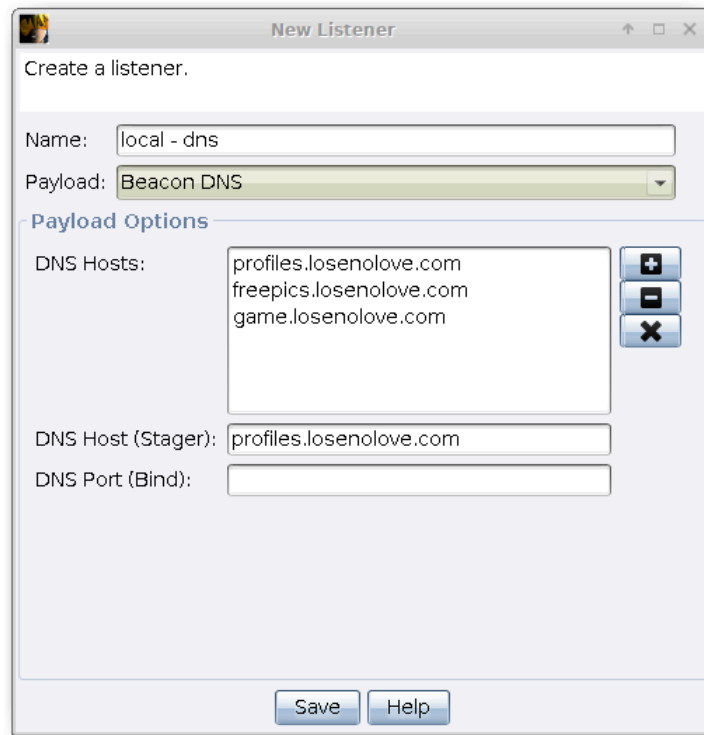 New Listener
Create a listener.
Name: local - dns
Payload: Beacon DNS
Payload Options
DNS Hosts: profiles.losenolove.com
freepics.losenolove.com
game.losenolove.com
DNS Host (Stager): profiles.losenolove.com
DNS Port (Bind):
Save Help